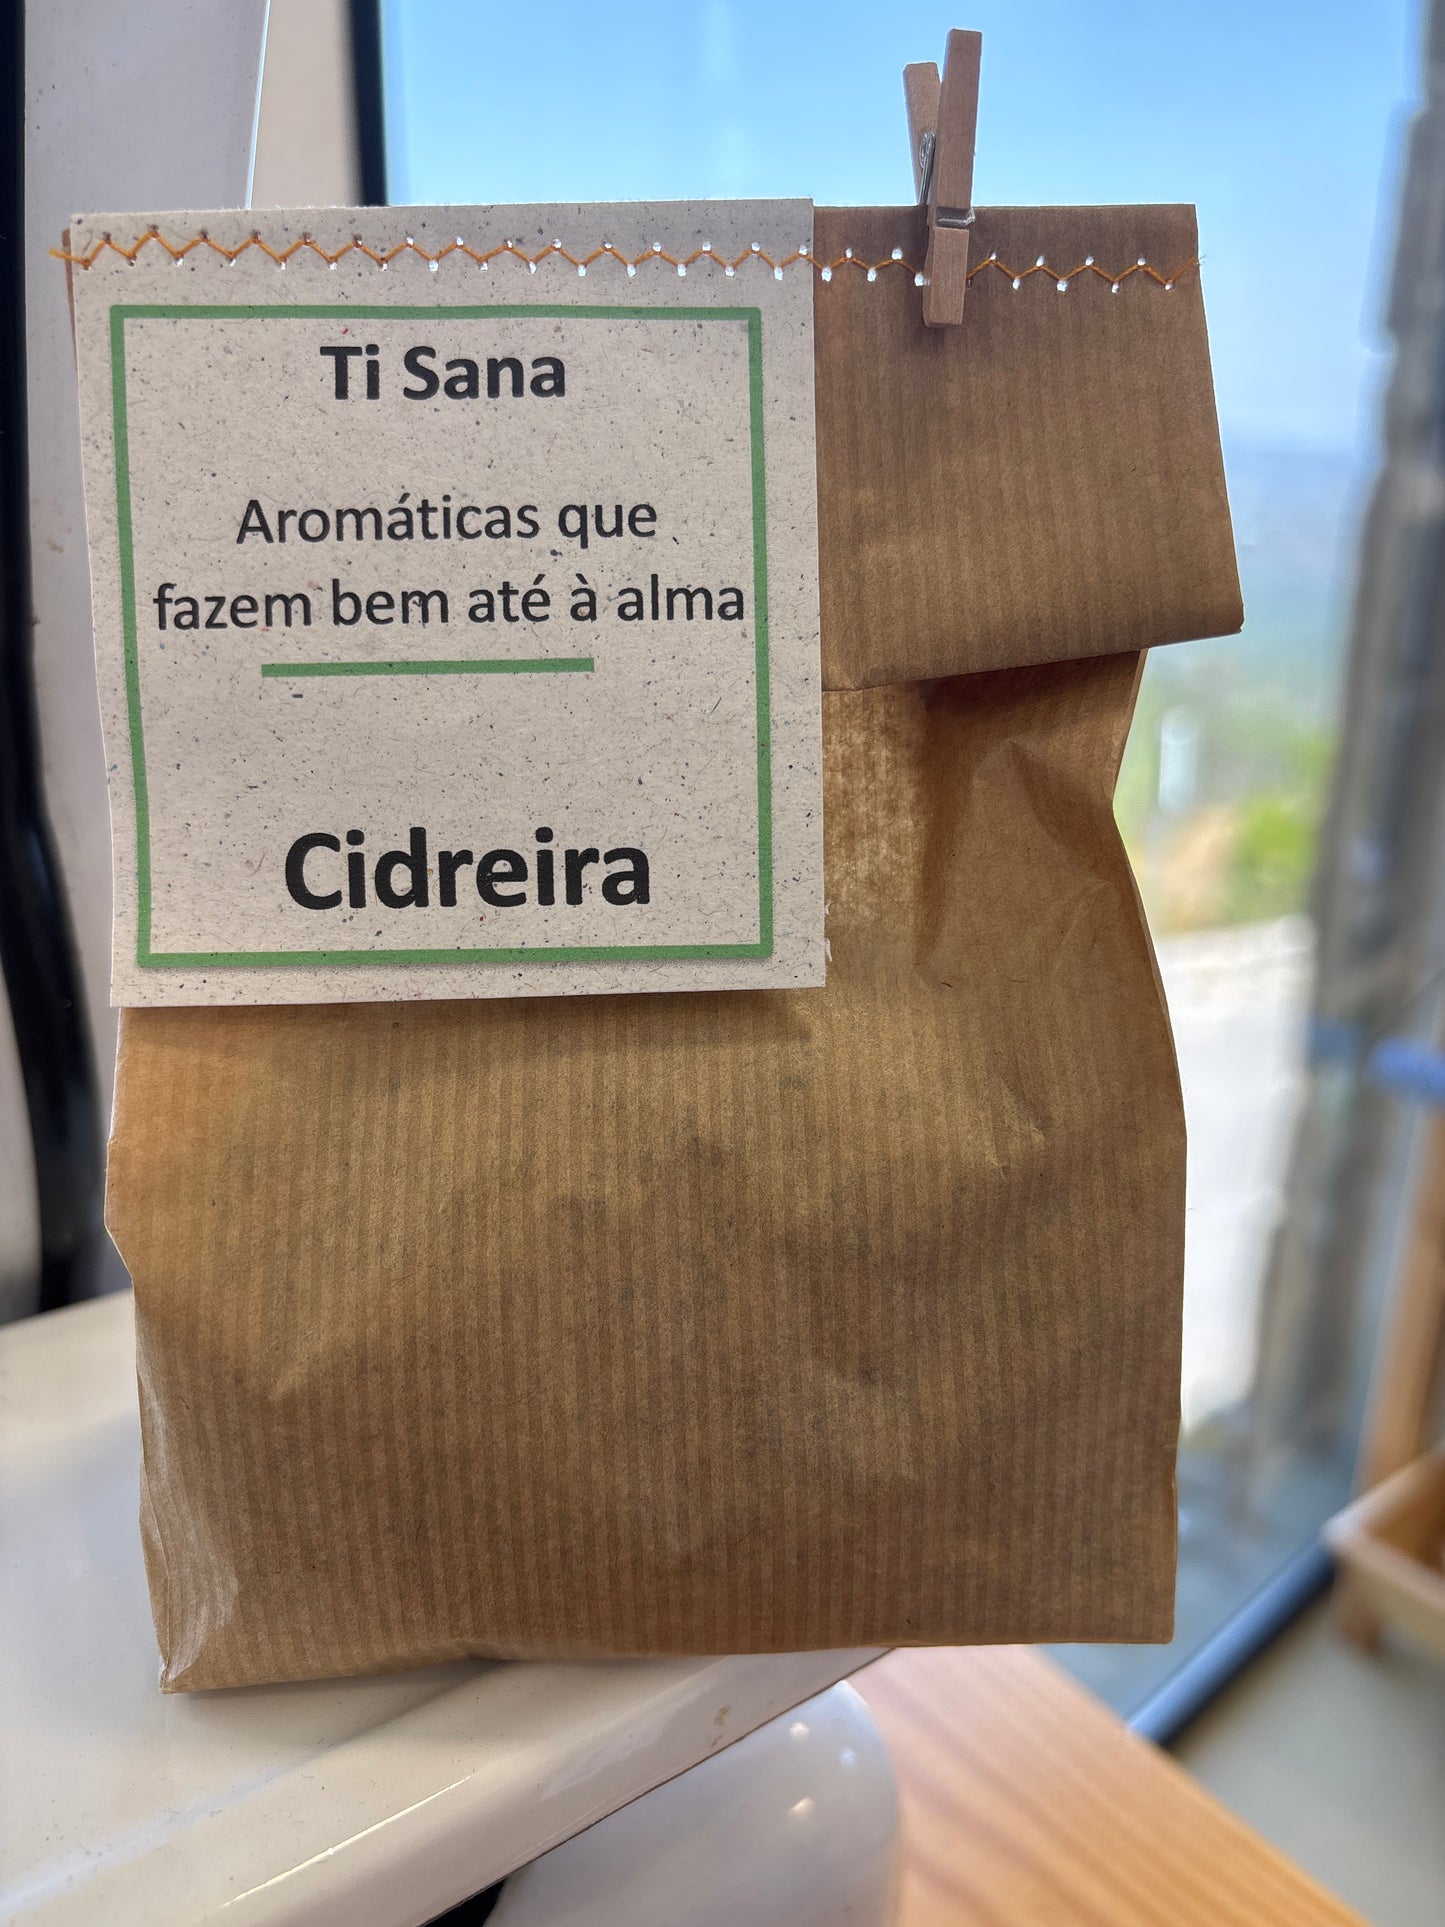 Ti Sana
Aromáticas que
fazem bem até à alma
Cidreira